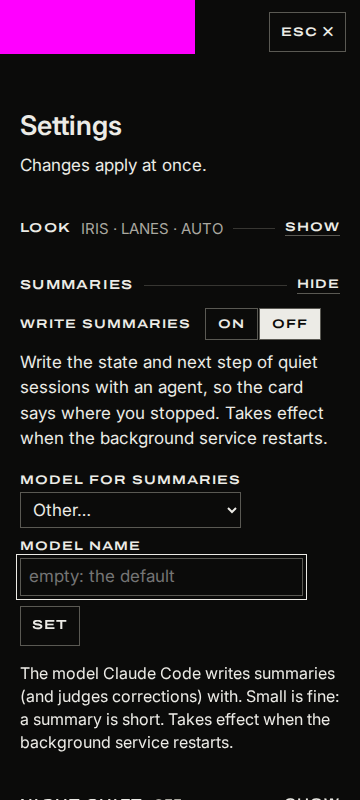 ESC X
Settings
Changes apply at once.
LOOK IRIS · LANES · AUTO SHOW
SUMMARIES HIDE
WRITE SUMMARIES ON OFF
Write the state and next step of quiet
sessions with an agent, so the card
says where you stopped. Takes effect
when the background service restarts.
MODEL FOR SUMMARIES
Other...
MODEL NAME
empty: the default
SET
The model Claude Code writes summaries
(and judges corrections) with. Small is fine:
a summary is short. Takes effect when the
background service restarts.